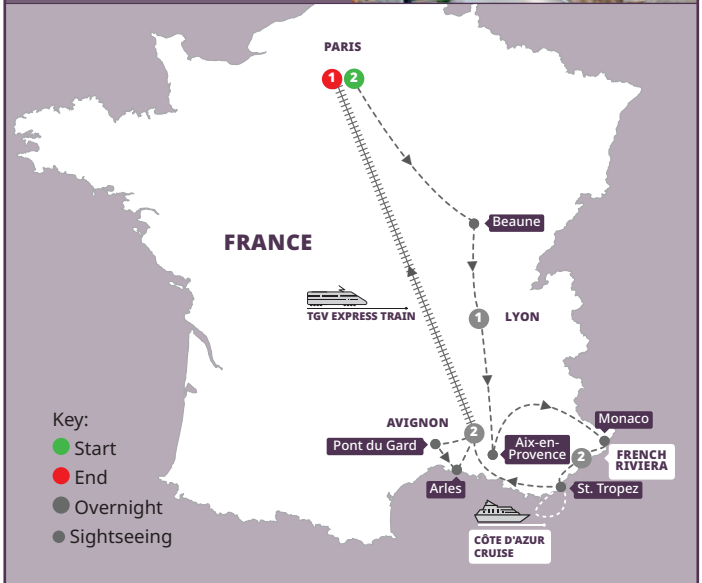 PARIS
1
2
Beaune
FRANCE
TGV EXPRESS TRAIN
1
LYON
AVIGNON
2
Pont du Gard
Arles
Aix-en-
Provence
Monaco
2
FRENCH
RIVIERA
St. Tropez
CÔTE D'AZUR
CRUISE
Key:
Start
End
Overnight
Sightseeing